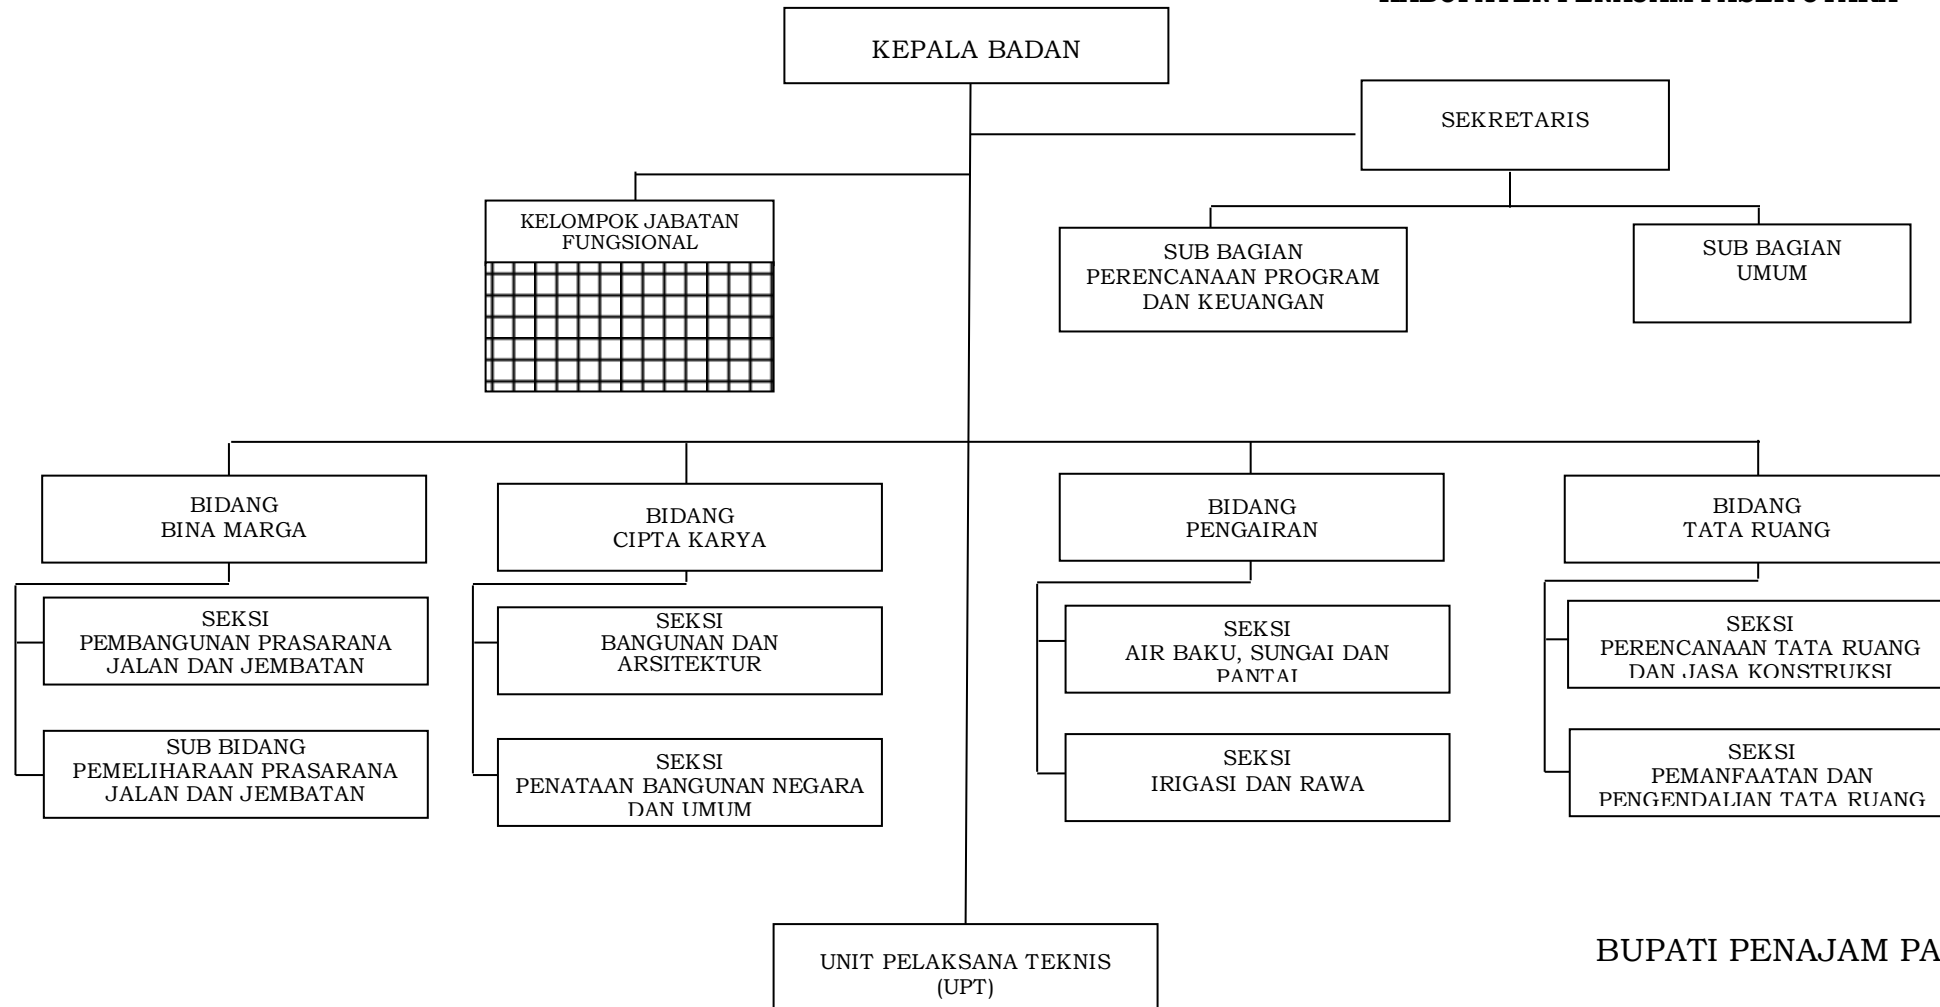 KABUPATEN PENAJAM PASER UTARA
KEPALA BADAN
SEKRETARIS
KELOMPOK JABATAN
FUNGSIONAL
SUB BAGIAN
PERENCANAAN PROGRAM
DAN KEUANGAN
SUB BAGIAN
UMUM
BIDANG
BINA MARGA
BIDANG
CIPTA KARYA
BIDANG
PENGAIRAN
BIDANG
TATA RUANG
SEKSI
PEMBANGUNAN PRASARANA
JALAN DAN JEMBATAN
SEKSI
BANGUNAN DAN
ARSITEKTUR
SEKSI
AIR BAKU, SUNGAI DAN
PANTAI
SEKSI
PERENCANAAN TATA RUANG
DAN JASA KONSTRUKSI
SUB BIDANG
PEMELIHARAAN PRASARANA
JALAN DAN JEMBATAN
SEKSI
PENATAAN BANGUNAN NEGARA
DAN UMUM
SEKSI
IRIGASI DAN RAWA
SEKSI
PEMANFAATAN DAN
PENGENDALIAN TATA RUANG
UNIT PELAKSANA TEKNIS
(UPT)
BUPATI PENAJAM PA